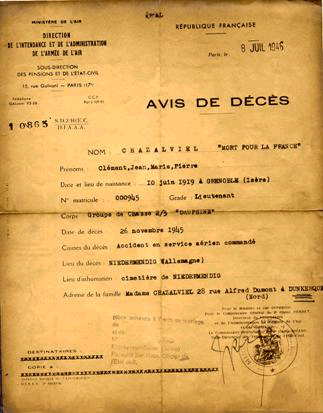 MINISTÈRE DE L'AIR
DIRECTION
DE L'INTENDANCE ET DE L'ADMINISTRATION
DE L'ARMÉE DE L'AIR
SOUS-DIRECTION
DES PENSIONS ET DE L'ÉTAT-CIVIL
15, rue Galvani - PARIS (17e)
RÉPUBLIQUE FRANÇAISE
Paris, le 8 JUIL 1946
AVIS DE DÉCÈS
NOM : CHAZALVIEL "MORT POUR LA FRANCE"
Prénoms : Clément, Jean, Marie, Pierre
Date et lieu de naissance : 10 juin 1919 à GRENOBLE (Isère)
N° matricule : 000945 Grade : Lieutenant
Corps Groupe de Chasse 2/3 "DAUPHINE"
Date de décès : 26 novembre 1945
Causes du décès : Accident en service aérien commandé
Lieu du décès : NIEDERMENDIG
Lieu d'inhumation cimetière de NIEDERMENDIG
Adresse de la famille Madame CHAZALVIEL 28 rue Alfred Dumont à DUNKERQUE
(Nord)
DESTINATAIRES
COPIE A